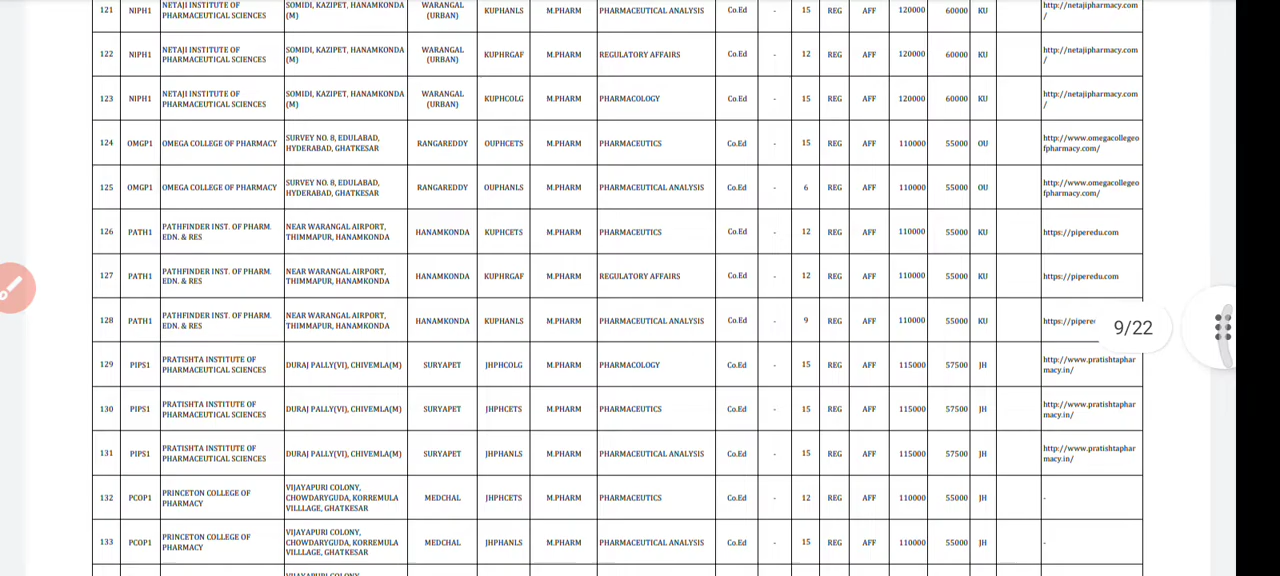 121 NIPH1 NETAJI INSTITUTE OF PHARMACEUTICAL SCIENCES SOMIDI, KAZIPET, HANAMKONDA (M) WARANGAL (URBAN) KUPHANLS M.PHARM PHARMACEUTICAL ANALYSIS Co.Ed - 15 REG AFF 120000 60000 KU http://netajipharmacy.com/
122 NIPH1 NETAJI INSTITUTE OF PHARMACEUTICAL SCIENCES SOMIDI, KAZIPET, HANAMKONDA (M) WARANGAL (URBAN) KUPHRGAF M.PHARM REGULATORY AFFAIRS Co.Ed - 12 REG AFF 120000 60000 KU http://netajipharmacy.com/
123 NIPH1 NETAJI INSTITUTE OF PHARMACEUTICAL SCIENCES SOMIDI, KAZIPET, HANAMKONDA (M) WARANGAL (URBAN) KUPHCOLG M.PHARM PHARMACOLOGY Co.Ed - 15 REG AFF 120000 60000 KU http://netajipharmacy.com/
124 OMGP1 OMEGA COLLEGE OF PHARMACY SURVEY NO. 8, EDULABAD, HYDERABAD, GHATKESAR RANGAREDDY OUPHCETS M.PHARM PHARMACEUTICS Co.Ed - 15 REG AFF 110000 55000 OU http://www.omegacollegeofpharmacy.com/
125 OMGP1 OMEGA COLLEGE OF PHARMACY SURVEY NO. 8, EDULABAD, HYDERABAD, GHATKESAR RANGAREDDY OUPHANLS M.PHARM PHARMACEUTICAL ANALYSIS Co.Ed - 6 REG AFF 110000 55000 OU http://www.omegacollegeofpharmacy.com/
126 PATH1 PATHFINDER INST. OF PHARM. EDN. & RES NEAR WARANGAL AIRPORT, THIMMAPUR, HANAMKONDA HANAMKONDA KUPHCETS M.PHARM PHARMACEUTICS Co.Ed - 12 REG AFF 110000 55000 KU https://piperedu.com
127 PATH1 PATHFINDER INST. OF PHARM. EDN. & RES NEAR WARANGAL AIRPORT, THIMMAPUR, HANAMKONDA HANAMKONDA KUPHRGAF M.PHARM REGULATORY AFFAIRS Co.Ed - 12 REG AFF 110000 55000 KU https://piperedu.com
128 PATH1 PATHFINDER INST. OF PHARM. EDN. & RES NEAR WARANGAL AIRPORT, THIMMAPUR, HANAMKONDA HANAMKONDA KUPHANLS M.PHARM PHARMACEUTICAL ANALYSIS Co.Ed - 9 REG AFF 110000 55000 KU https://pipere 9/22
129 PIPS1 PRATISHTA INSTITUTE OF PHARMACEUTICAL SCIENCES DURAJ PALLY(VI), CHIVEMLA(M) SURYAPET JHPHCOLG M.PHARM PHARMACOLOGY Co.Ed - 15 REG AFF 115000 57500 JH http://www.pratishtapharmacy.in/
130 PIPS1 PRATISHTA INSTITUTE OF PHARMACEUTICAL SCIENCES DURAJ PALLY(VI), CHIVEMLA(M) SURYAPET JHPHCETS M.PHARM PHARMACEUTICS Co.Ed - 15 REG AFF 115000 57500 JH http://www.pratishtapharmacy.in/
131 PIPS1 PRATISHTA INSTITUTE OF PHARMACEUTICAL SCIENCES DURAJ PALLY(VI), CHIVEMLA(M) SURYAPET JHPHANLS M.PHARM PHARMACEUTICAL ANALYSIS Co.Ed - 15 REG AFF 115000 57500 JH http://www.pratishtapharmacy.in/
132 PCOP1 PRINCETON COLLEGE OF PHARMACY VIJAYAPURI COLONY, CHOWDARYGUDA, KORREMULA VILLLAGE, GHATKESAR MEDCHAL JHPHCETS M.PHARM PHARMACEUTICS Co.Ed - 12 REG AFF 110000 55000 JH -
133 PCOP1 PRINCETON COLLEGE OF PHARMACY VIJAYAPURI COLONY, CHOWDARYGUDA, KORREMULA VILLLAGE, GHATKESAR MEDCHAL JHPHANLS M.PHARM PHARMACEUTICAL ANALYSIS Co.Ed - 15 REG AFF 110000 55000 JH -